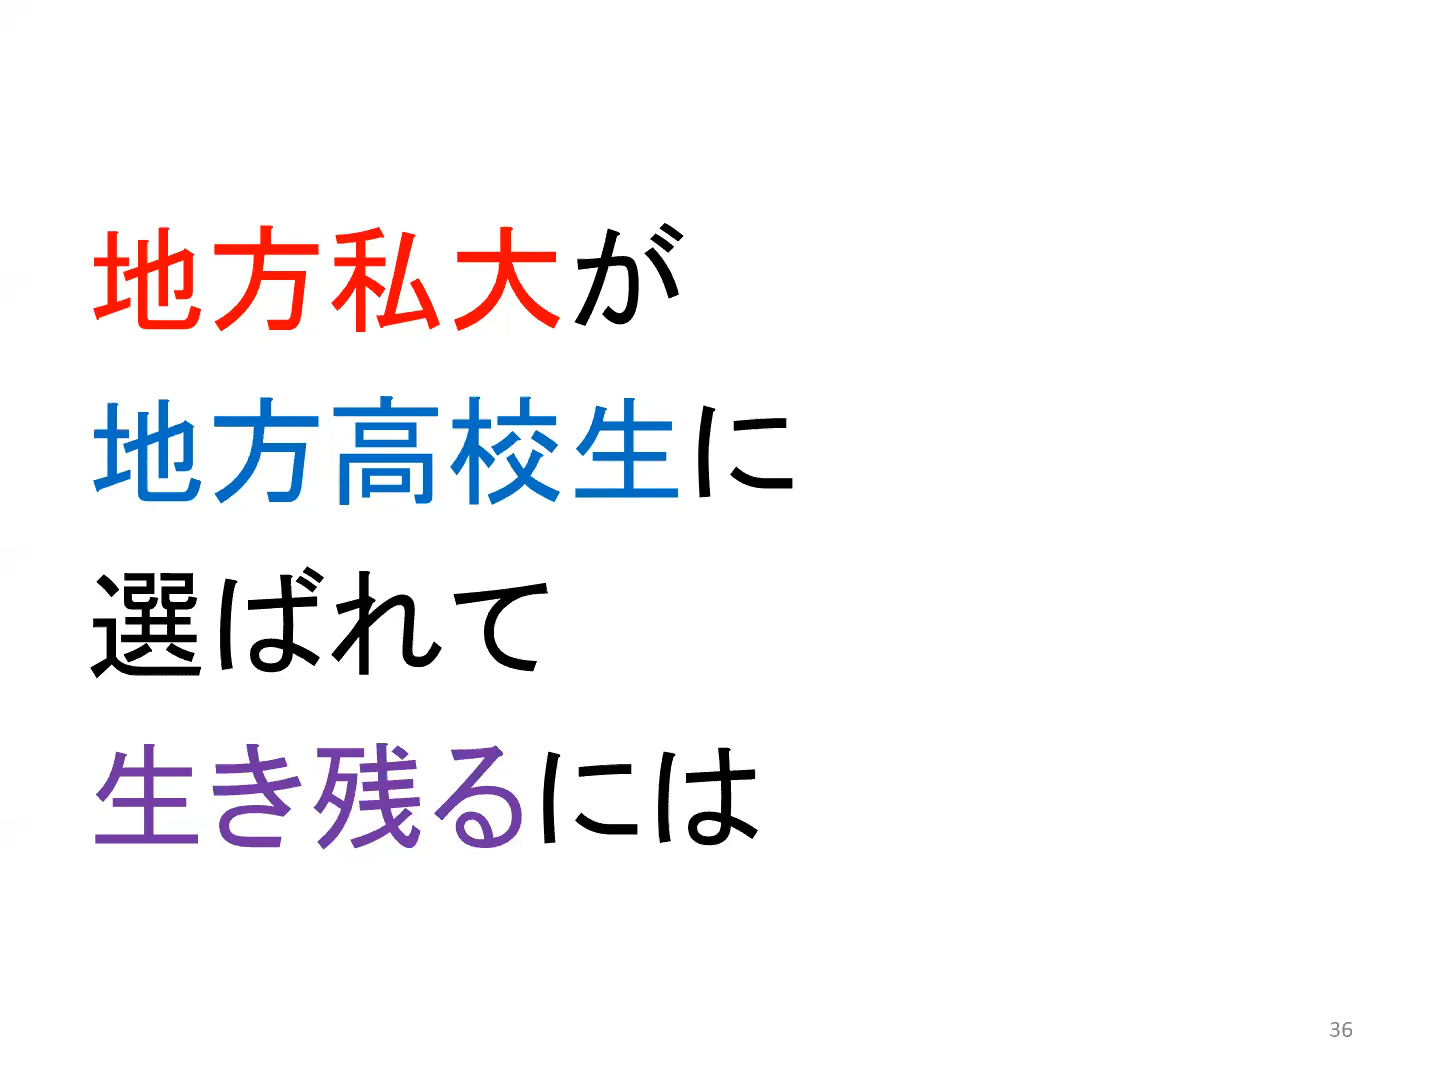 地方私大が
地方高校生に
選ばれて
生き残るには
36